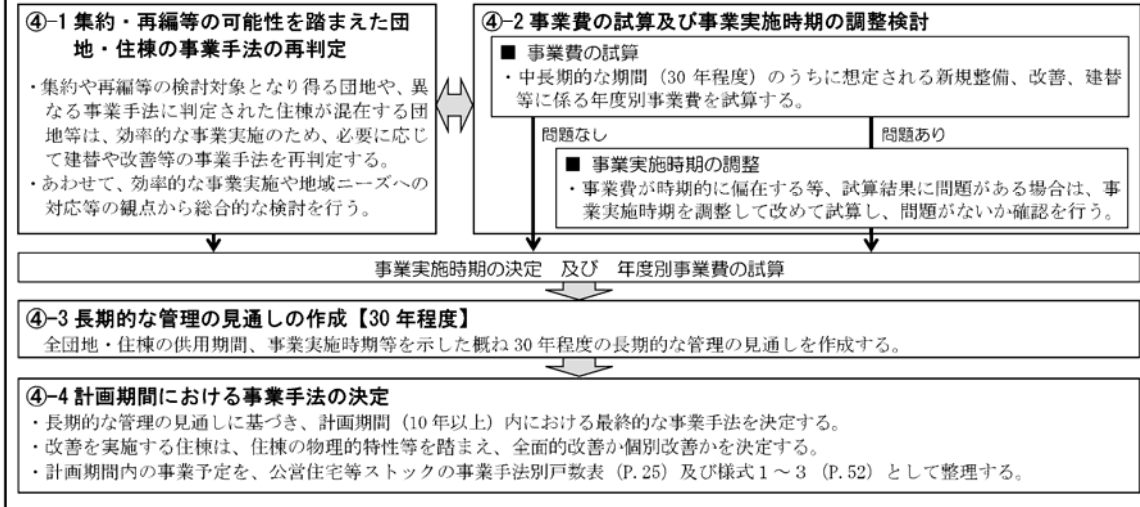 ④-1 集約・再編等の可能性を踏まえた団
地・住棟の事業手法の再判定
・集約や再編等の検討対象となり得る団地や、異
なる事業手法に判定された住棟が混在する団
地等は、効率的な事業実施のため、必要に応じ
て建替や改善等の事業手法を再判定する。
・あわせて、効率的な事業実施や地域ニーズへの
対応等の観点から総合的な検討を行う。
④-2 事業費の試算及び事業実施時期の調整検討
■ 事業費の試算
・中長期的な期間（30 年程度）のうちに想定される新規整備、改善、建替
等に係る年度別事業費を試算する。
問題なし
問題あり
■ 事業実施時期の調整
・事業費が時期的に偏在する等、試算結果に問題がある場合は、事
業実施時期を調整して改めて試算し、問題がないか確認を行う。
事業実施時期の決定　及び　年度別事業費の試算
④-3 長期的な管理の見通しの作成【30 年程度】
全団地・住棟の供用期間、事業実施時期等を示した概ね 30 年程度の長期的な管理の見通しを作成する。
④-4 計画期間における事業手法の決定
・長期的な管理の見通しに基づき、計画期間（10 年以上）内における最終的な事業手法を決定する。
・改善を実施する住棟は、住棟の物理的特性等を踏まえ、全面的改善か個別改善かを決定する。
・計画期間内の事業予定を、公営住宅等ストックの事業手法別戸数表（P.25）及び様式１～３（P.52）として整理する。